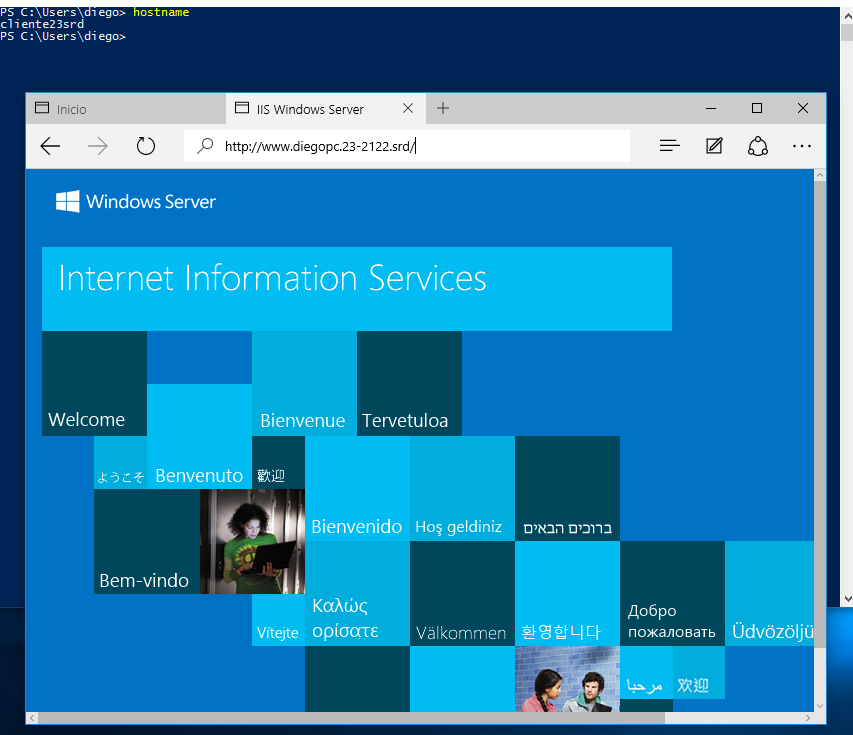 PS C:\Users\diego> hostname
cliente23srd
PS C:\Users\diego>
Inicio
IIS Windows Server
http://www.diegopc.23-2122.srd/
Windows Server
Internet Information Services
Welcome
Bienvenue
Tervetuloa
ようこそ
Benvenuto
歡迎
Bienvenido
Hoş geldiniz
ברוכים הבאים
Bem-vindo
Vítejte
Καλώς
ορίσατε
Välkommen
환영합니다
Добро
пожаловать
Üdvözöljü
مرحبا
欢迎